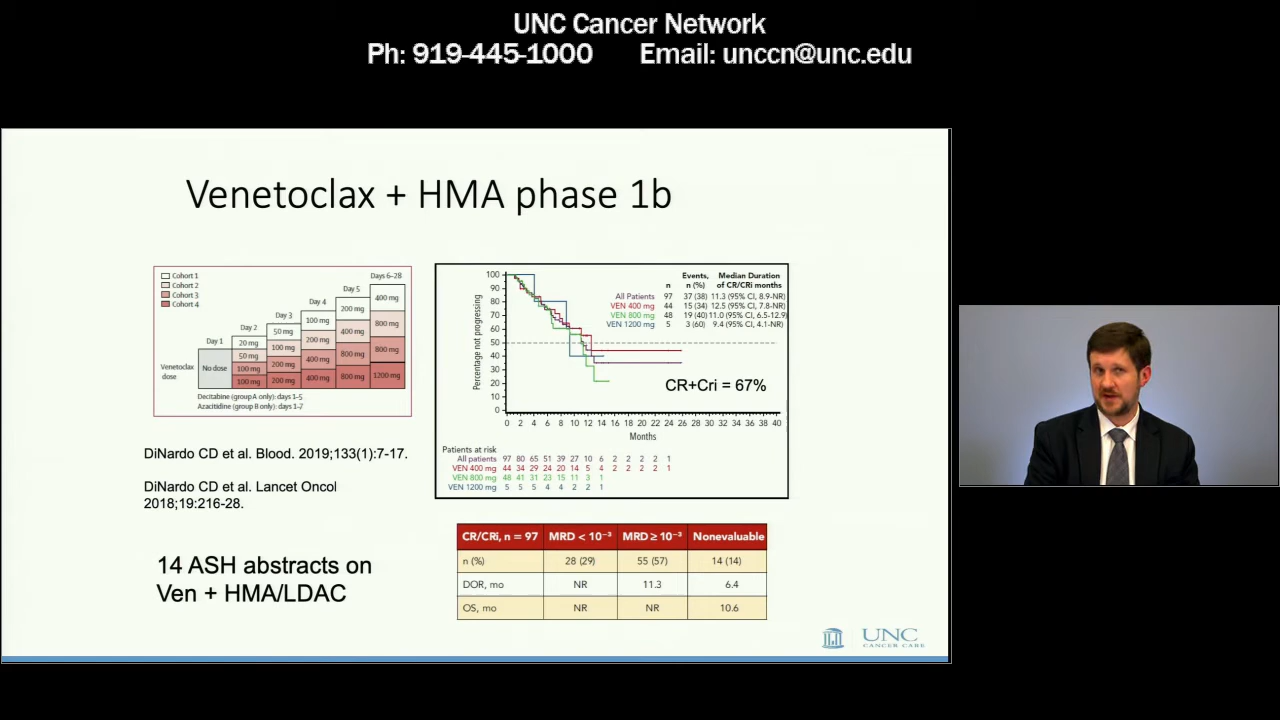 UNC Cancer Network
Ph: 919-445-1000 Email: unccn@unc.edu
Venetoclax + HMA phase 1b
Cohort 1
Cohort 2
Cohort 3
Cohort 4
Days 6–28
Day 5
Day 4
Day 3
Day 2
Day 1
400 mg
200 mg
100 mg
50 mg
20 mg
800 mg
400 mg
200 mg
100 mg
50 mg
800 mg
800 mg
400 mg
200 mg
100 mg
1200 mg
800 mg
400 mg
200 mg
100 mg
Venetoclax
dose
No dose
Decitabine (group A only): days 1–5
Azacitidine (group B only): days 1–7
Events, Median Duration
n n (%) of CR/CRi months
All Patients 97 37 (38) 11.3 (95% CI, 8.9-NR)
VEN 400 mg 44 15 (34) 12.5 (95% CI, 7.8-NR)
VEN 800 mg 48 19 (40) 11.0 (95% CI, 6.5-12.9)
VEN 1200 mg 5 3 (60) 9.4 (95% CI, 4.1-NR)
Percentage not progressing
100
90
80
70
60
50
40
30
20
10
0
CR+Cri = 67%
0 2 4 6 8 10 12 14 16 18 20 22 24 26 28 30 32 34 36 38 40
Months
Patients at risk
All patients 97 80 65 51 39 27 10 6 2 2 2 2 1
VEN 400 mg 44 34 29 24 20 14 5 4 2 2 2 2 1
VEN 800 mg 48 41 31 23 15 11 3 1
VEN 1200 mg 5 5 5 4 4 2 2 1
DiNardo CD et al. Blood. 2019;133(1):7-17.
DiNardo CD et al. Lancet Oncol
2018;19:216-28.
14 ASH abstracts on
Ven + HMA/LDAC
CR/CRi, n = 97 MRD < 10⁻³ MRD ≥ 10⁻³ Nonevaluable
n (%) 28 (29) 55 (57) 14 (14)
DOR, mo NR 11.3 6.4
OS, mo NR NR 10.6
UNC
CANCER CARE